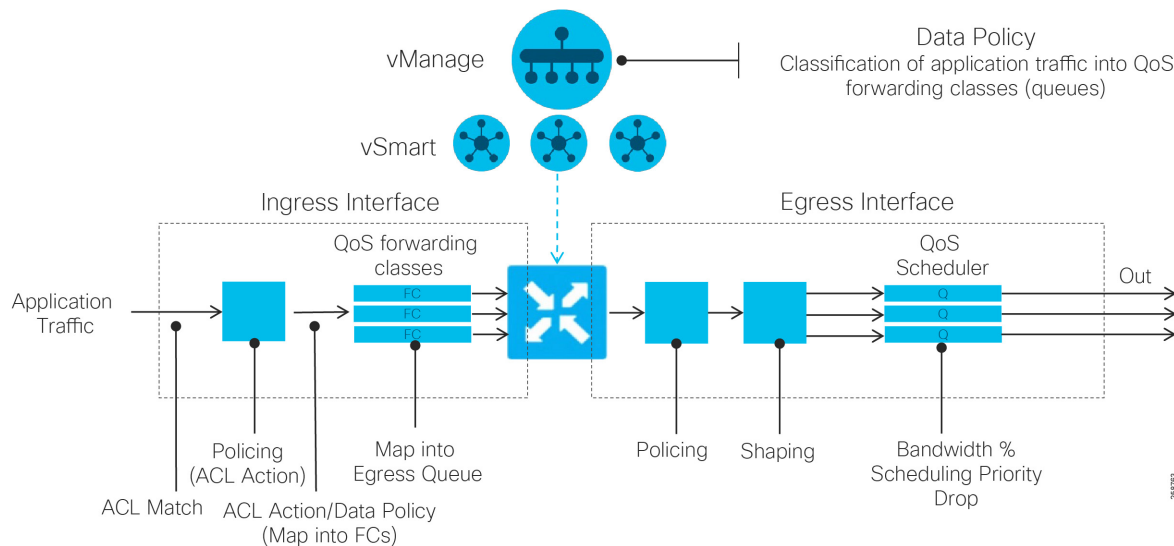 vManage
Data Policy
Classification of application traffic into QoS
forwarding classes (queues)
vSmart
Ingress Interface
Egress Interface
QoS forwarding
classes
QoS
Scheduler
Application
Traffic
FC
FC
FC
Q
Q
Q
Out
Policing
(ACL Action)
Map into
Egress Queue
Policing
Shaping
Bandwidth %
Scheduling Priority
Drop
ACL Match
ACL Action/Data Policy
(Map into FCs)